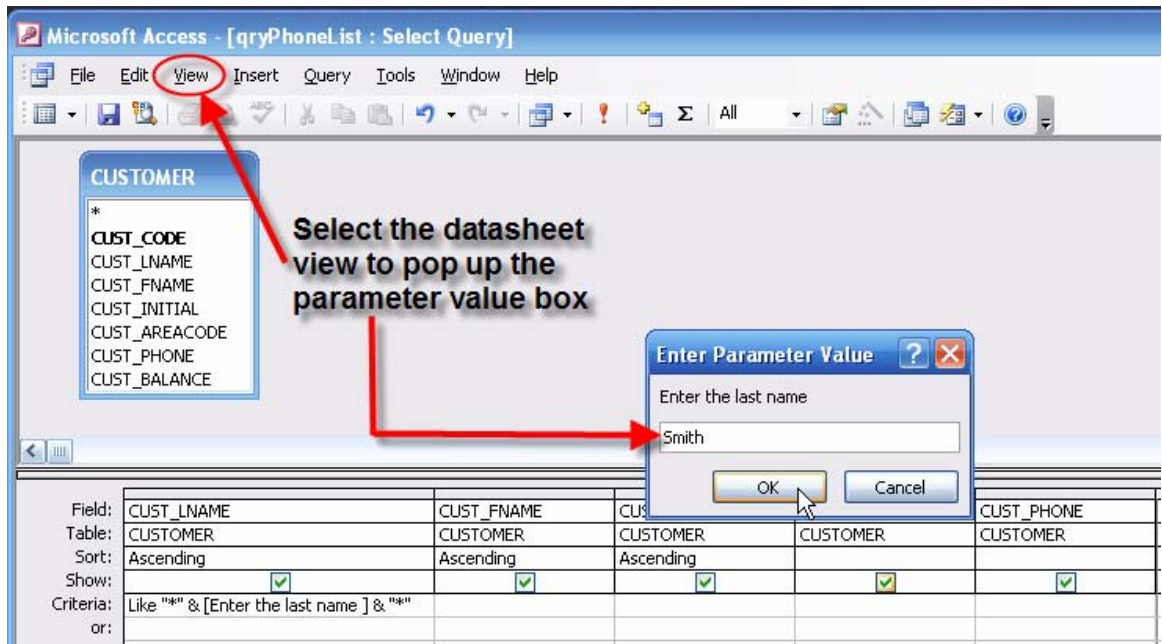 Microsoft Access - [qryPhoneList : Select Query]
File Edit View Insert Query Tools Window Help
ABC
Σ All
CUSTOMER
*
CUST_CODE
CUST_LNAME
CUST_FNAME
CUST_INITIAL
CUST_AREACODE
CUST_PHONE
CUST_BALANCE
Select the datasheet
view to pop up the
parameter value box
Enter Parameter Value
Enter the last name
Smith
OK Cancel
Field: CUST_LNAME CUST_FNAME CUST_PHONE
Table: CUSTOMER CUSTOMER CUSTOMER CUSTOMER CUSTOMER
Sort: Ascending Ascending Ascending
Show:
Criteria: Like "*" & [Enter the last name ] & "*"
or: